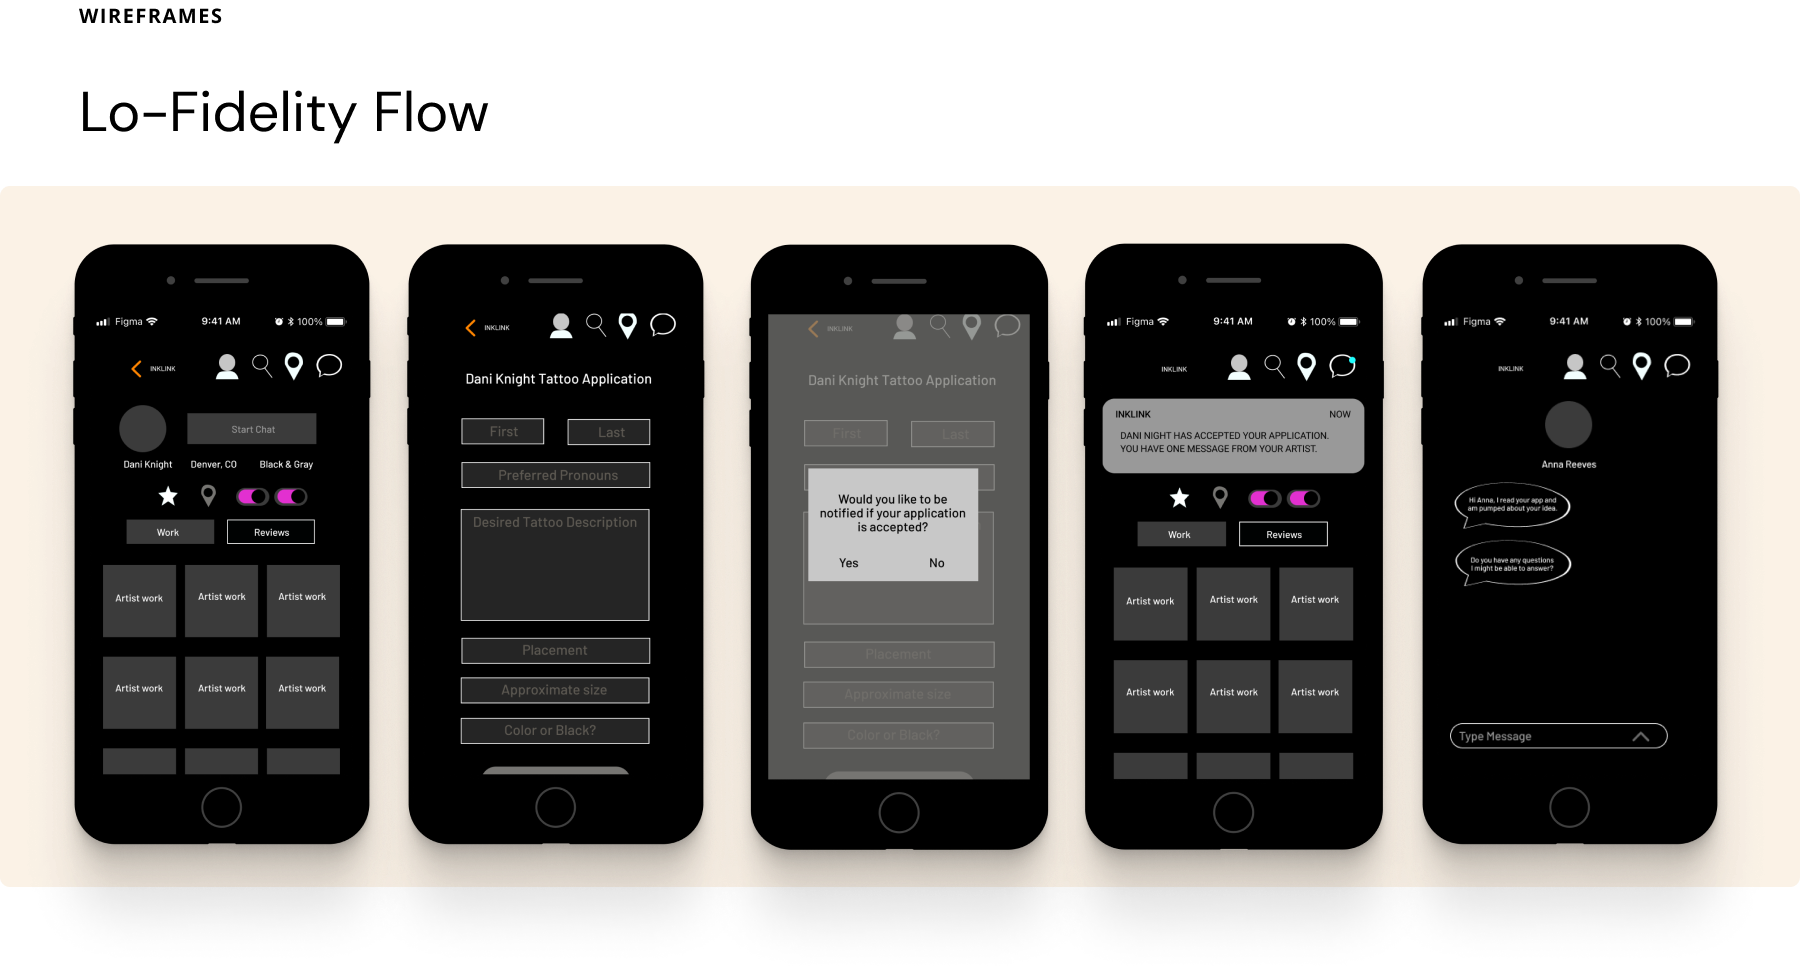 WIREFRAMES
Lo-Fidelity Flow
Figma
9:41 AM
100%
INKLINK
Start Chat
Dani Knight
Denver, CO
Black & Gray
Work
Reviews
Artist work
Artist work
Artist work
Artist work
Artist work
Artist work
INKLINK
Dani Knight Tattoo Application
First
Last
Preferred Pronouns
Desired Tattoo Description
Placement
Approximate size
Color or Black?
INKLINK
Dani Knight Tattoo Application
First
Last
Would you like to be
notified if your application
is accepted?
Yes
No
Placement
Approximate size
Color or Black?
Figma
9:41 AM
100%
INKLINK
INKLINK
NOW
DANI NIGHT HAS ACCEPTED YOUR APPLICATION.
YOU HAVE ONE MESSAGE FROM YOUR ARTIST.
Work
Reviews
Artist work
Artist work
Artist work
Artist work
Artist work
Artist work
Figma
9:41 AM
100%
INKLINK
Anna Reeves
Hi Anna, I read your app and
am pumped about your idea.
Do you have any questions
I might be able to answer?
Type Message